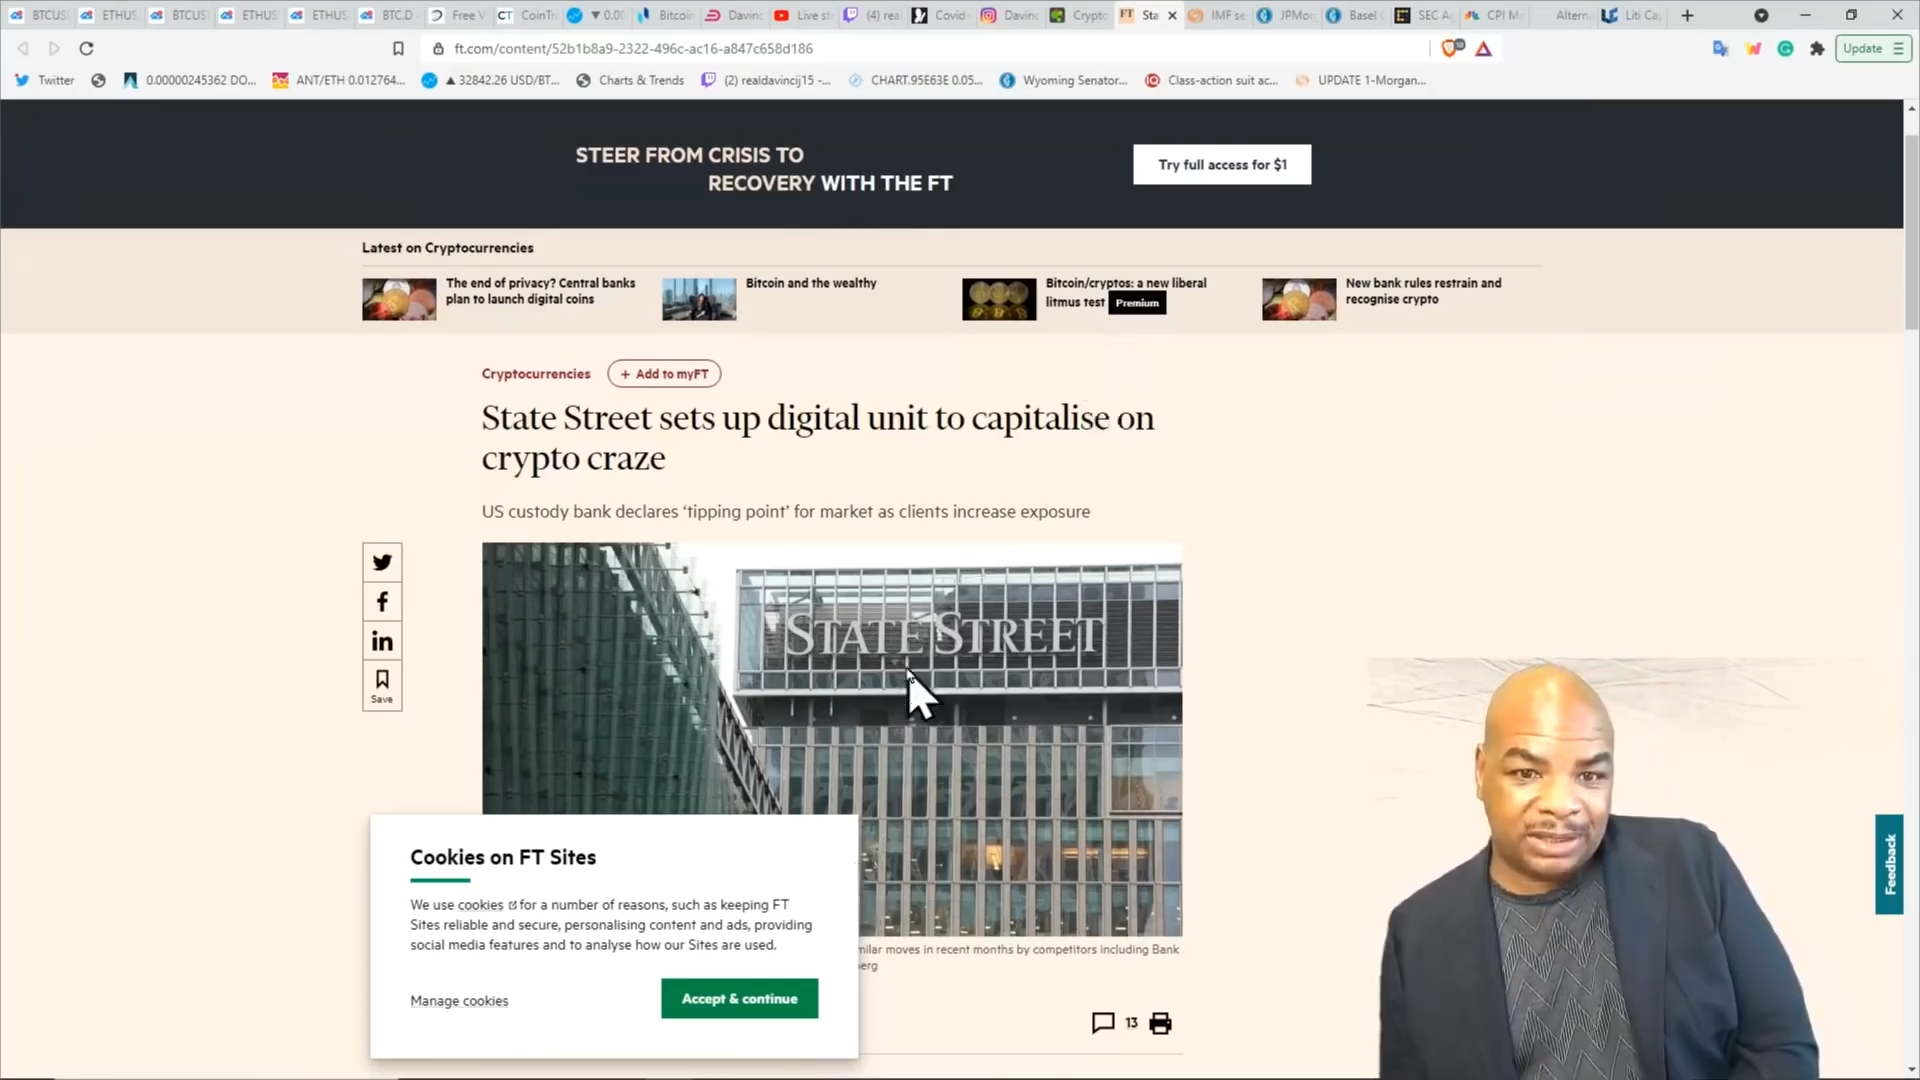 BTCUS
ETHUS
BTCUS
ETHUS
ETHUS
BTC.D
Free V
CT CoinTr
▼ 0.00
Bitcoin
Davinc
Live st
(4) rea
Covid-
Davinc
Crypto
FT Sta
IMF se
JPMor
Basel
SEC Ag
CPI
Altern
Liti Ca
ft.com/content/52b1b8a9-2322-496c-ac16-a847c658d186
Update
Twitter
0.00000245362 DO...
ANT/ETH 0.012764...
▲ 32842.26 USD/BT...
Charts & Trends
(2) realdavincij15 -...
CHART.95E63E 0.05...
Wyoming Senator...
Class-action suit ac...
UPDATE 1-Morgan...
STEER FROM CRISIS TO
RECOVERY WITH THE FT
Try full access for $1
Latest on Cryptocurrencies
The end of privacy? Central banks
plan to launch digital coins
Bitcoin and the wealthy
Bitcoin/cryptos: a new liberal
litmus test Premium
New bank rules restrain and
recognise crypto
Cryptocurrencies
+ Add to myFT
State Street sets up digital unit to capitalise on
crypto craze
US custody bank declares ‘tipping point’ for market as clients increase exposure
Save
STATE STREET
Cookies on FT Sites
We use cookies for a number of reasons, such as keeping FT
Sites reliable and secure, personalising content and ads, providing
social media features and to analyse how our Sites are used.
Manage cookies
Accept & continue
milar moves in recent months by competitors including Bank
erg
13
Feedback